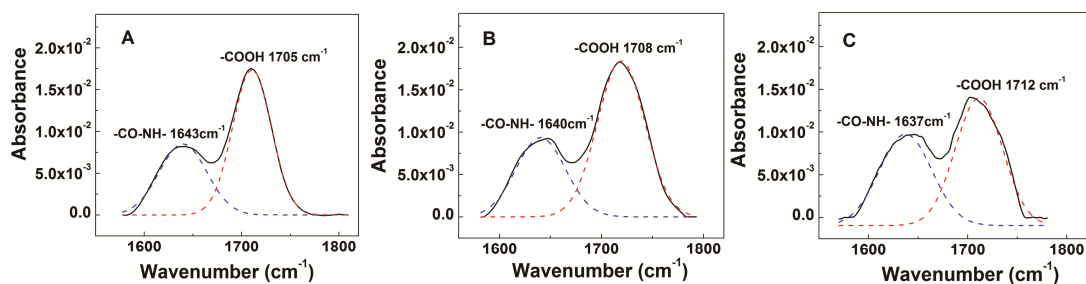 A
-COOH 1705 cm⁻¹
-CO-NH- 1643cm⁻¹
Absorbance
2.0x10⁻²
1.5x10⁻²
1.0x10⁻²
5.0x10⁻³
0.0
1600 1700 1800
Wavenumber (cm⁻¹)
B
-COOH 1708 cm⁻¹
-CO-NH- 1640cm⁻¹
Absorbance
2.0x10⁻²
1.5x10⁻²
1.0x10⁻²
5.0x10⁻³
0.0
1600 1700 1800
Wavenumber (cm⁻¹)
C
-COOH 1712 cm⁻¹
-CO-NH- 1637cm⁻¹
Absorbance
2.0x10⁻²
1.5x10⁻²
1.0x10⁻²
5.0x10⁻³
0.0
1600 1700 1800
Wavenumber (cm⁻¹)